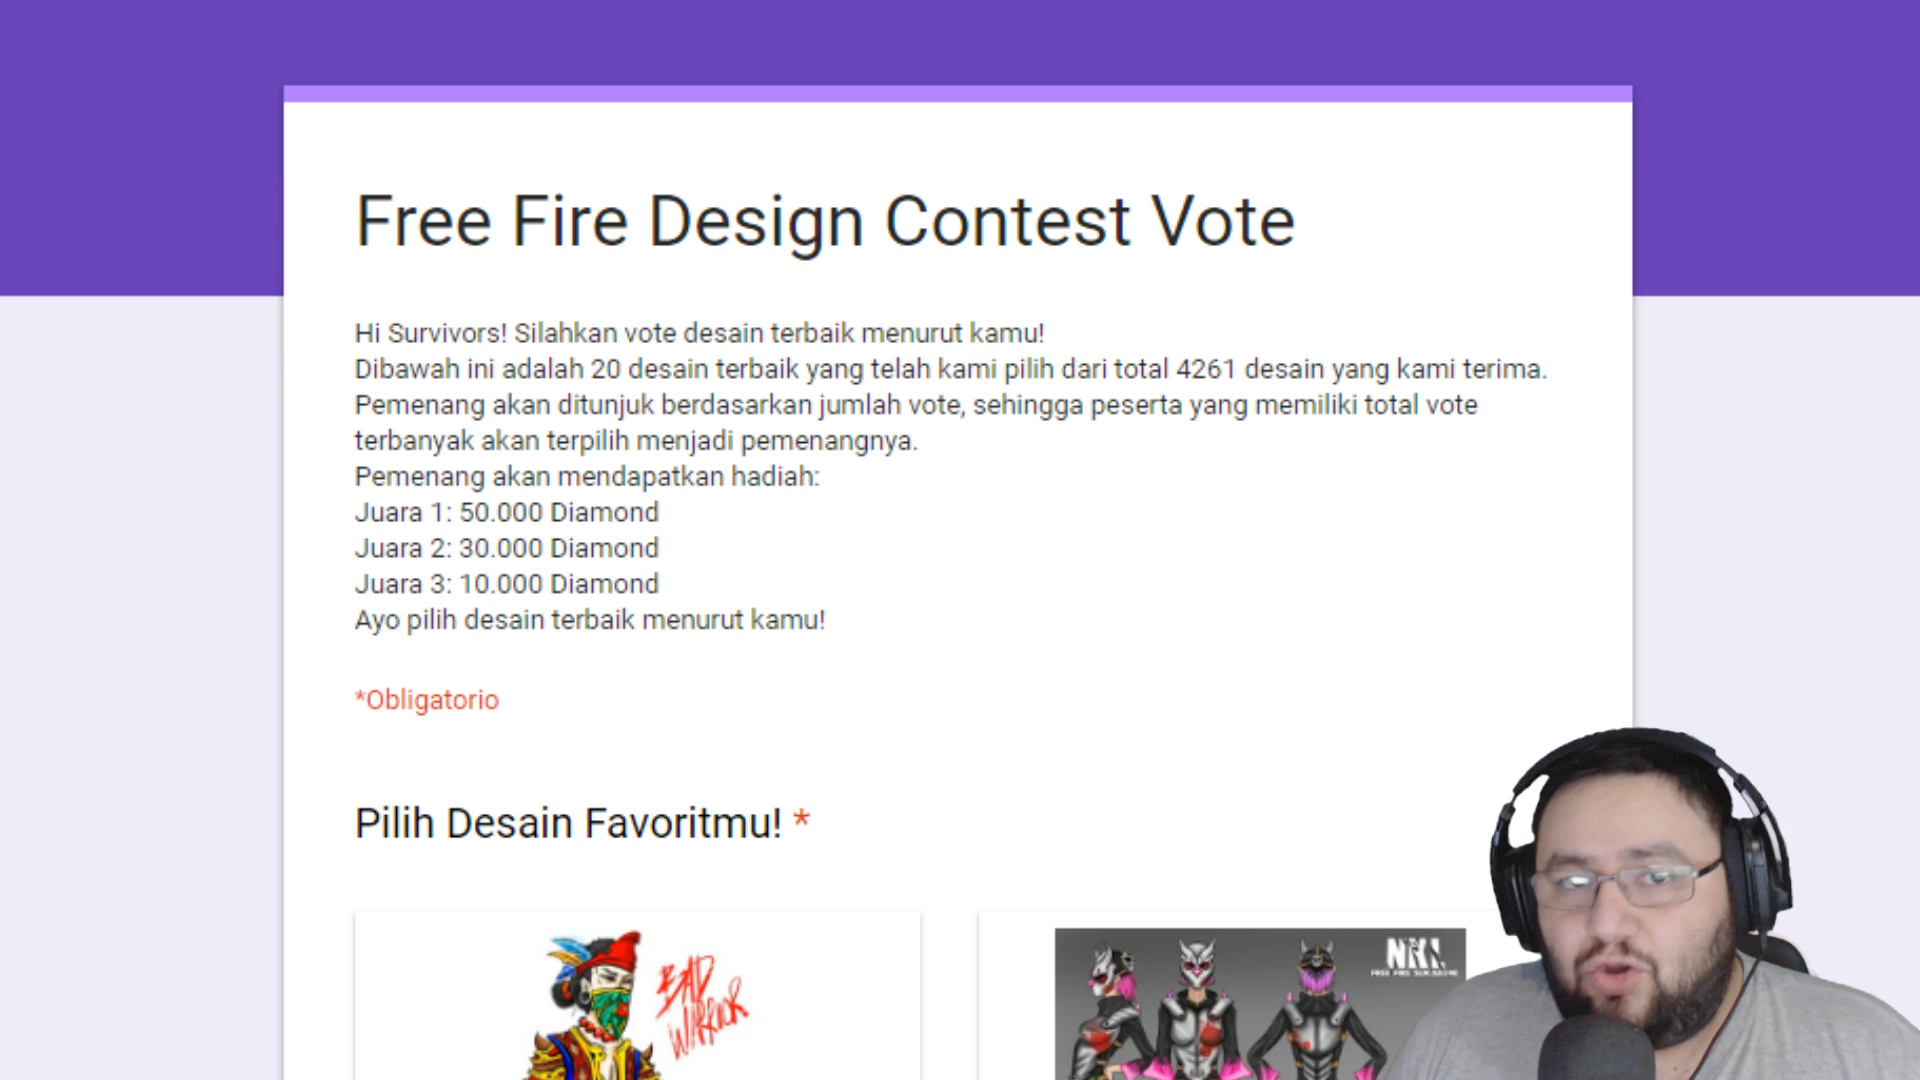 Free Fire Design Contest Vote
Hi Survivors! Silahkan vote desain terbaik menurut kamu!
Dibawah ini adalah 20 desain terbaik yang telah kami pilih dari total 4261 desain yang kami terima.
Pemenang akan ditunjuk berdasarkan jumlah vote, sehingga peserta yang memiliki total vote
terbanyak akan terpilih menjadi pemenangnya.
Pemenang akan mendapatkan hadiah:
Juara 1: 50.000 Diamond
Juara 2: 30.000 Diamond
Juara 3: 10.000 Diamond
Ayo pilih desain terbaik menurut kamu!
*Obligatorio
Pilih Desain Favoritmu! *
BAD
WARRIOR
FREE FIRE